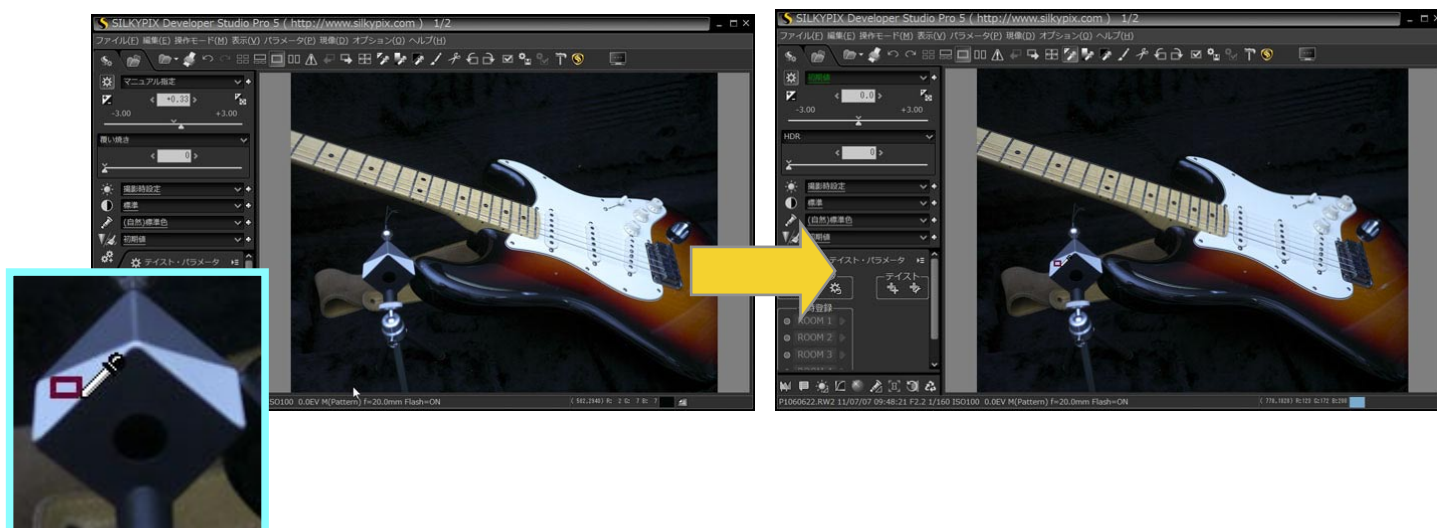 SILKYPIX Developer Studio Pro 5 ( http://www.silkypix.com ) 1/2
ファイル(F) 編集(E) 操作モード(M) 表示(V) パラメータ(P) 現像(D) オプション(O) ヘルプ(H)
マニュアル指定
+0.33
-3.00 +3.00
覆い焼き
0
撮影時設定
標準
(自然)標準色
初期値
テイスト・パラメータ
ISO100 0.0EV M(Pattern) f=20.0mm Flash=ON
SILKYPIX Developer Studio Pro 5 ( http://www.silkypix.com ) 1/2
ファイル(F) 編集(E) 操作モード(M) 表示(V) パラメータ(P) 現像(D) オプション(O) ヘルプ(H)
初期値
0.0
-3.00 +3.00
HDR
0
撮影時設定
標準
(自然)標準色
初期値
テイスト・パラメータ
テイスト
時登録
ROOM 1
ROOM 2
ROOM 3
P1060622.RW2 11/07/07 09:48:21 F2.2 1/160 ISO100 0.0EV M(Pattern) f=20.0mm Flash=ON